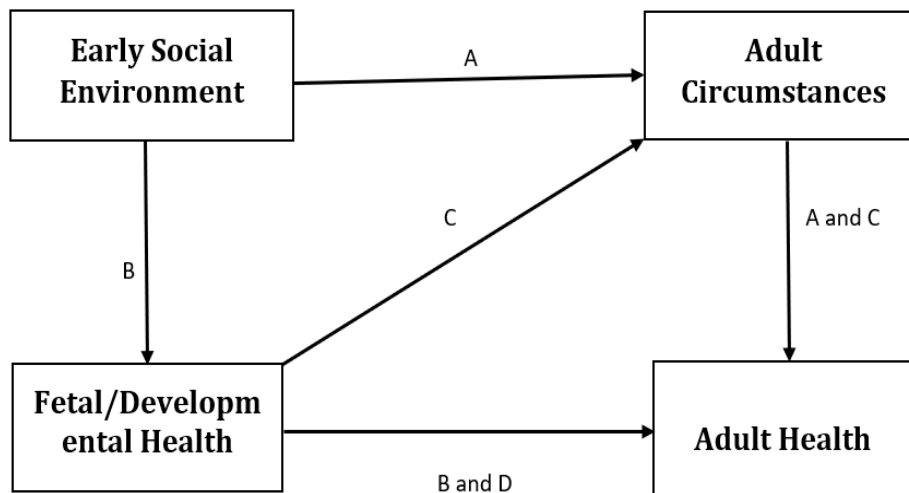 Early Social
Environment
A
Adult
Circumstances
C
A and C
B
Fetal/Developm
ental Health
Adult Health
B and D